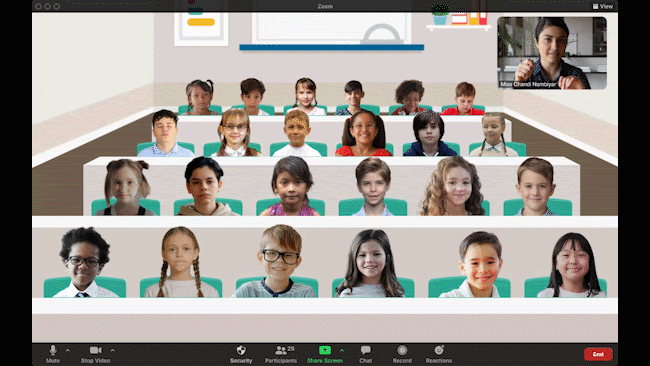 Zoom
View
Miss Chandi Nambiyar
Mute
Stop Video
Security
Participants
25
Share Screen
Chat
Record
Reactions
End